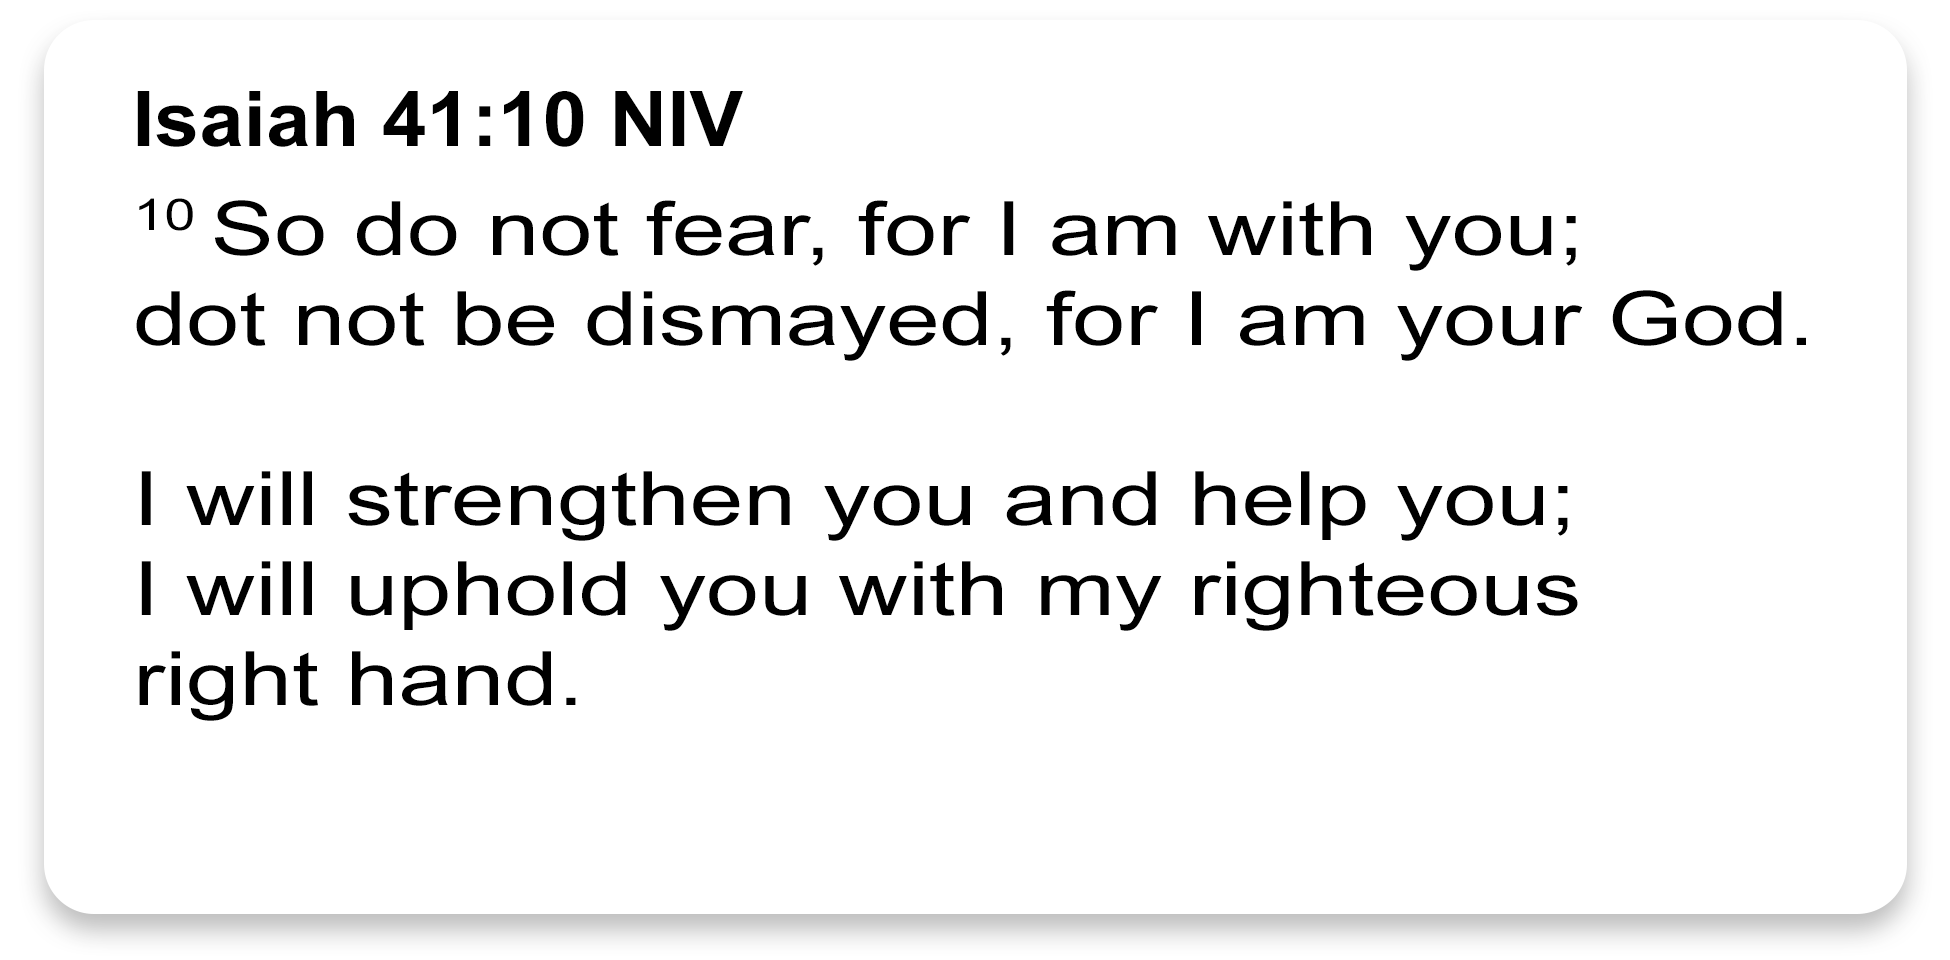 Isaiah 41:10 NIV
¹⁰ So do not fear, for I am with you;
dot not be dismayed, for I am your God.
I will strengthen you and help you;
I will uphold you with my righteous
right hand.